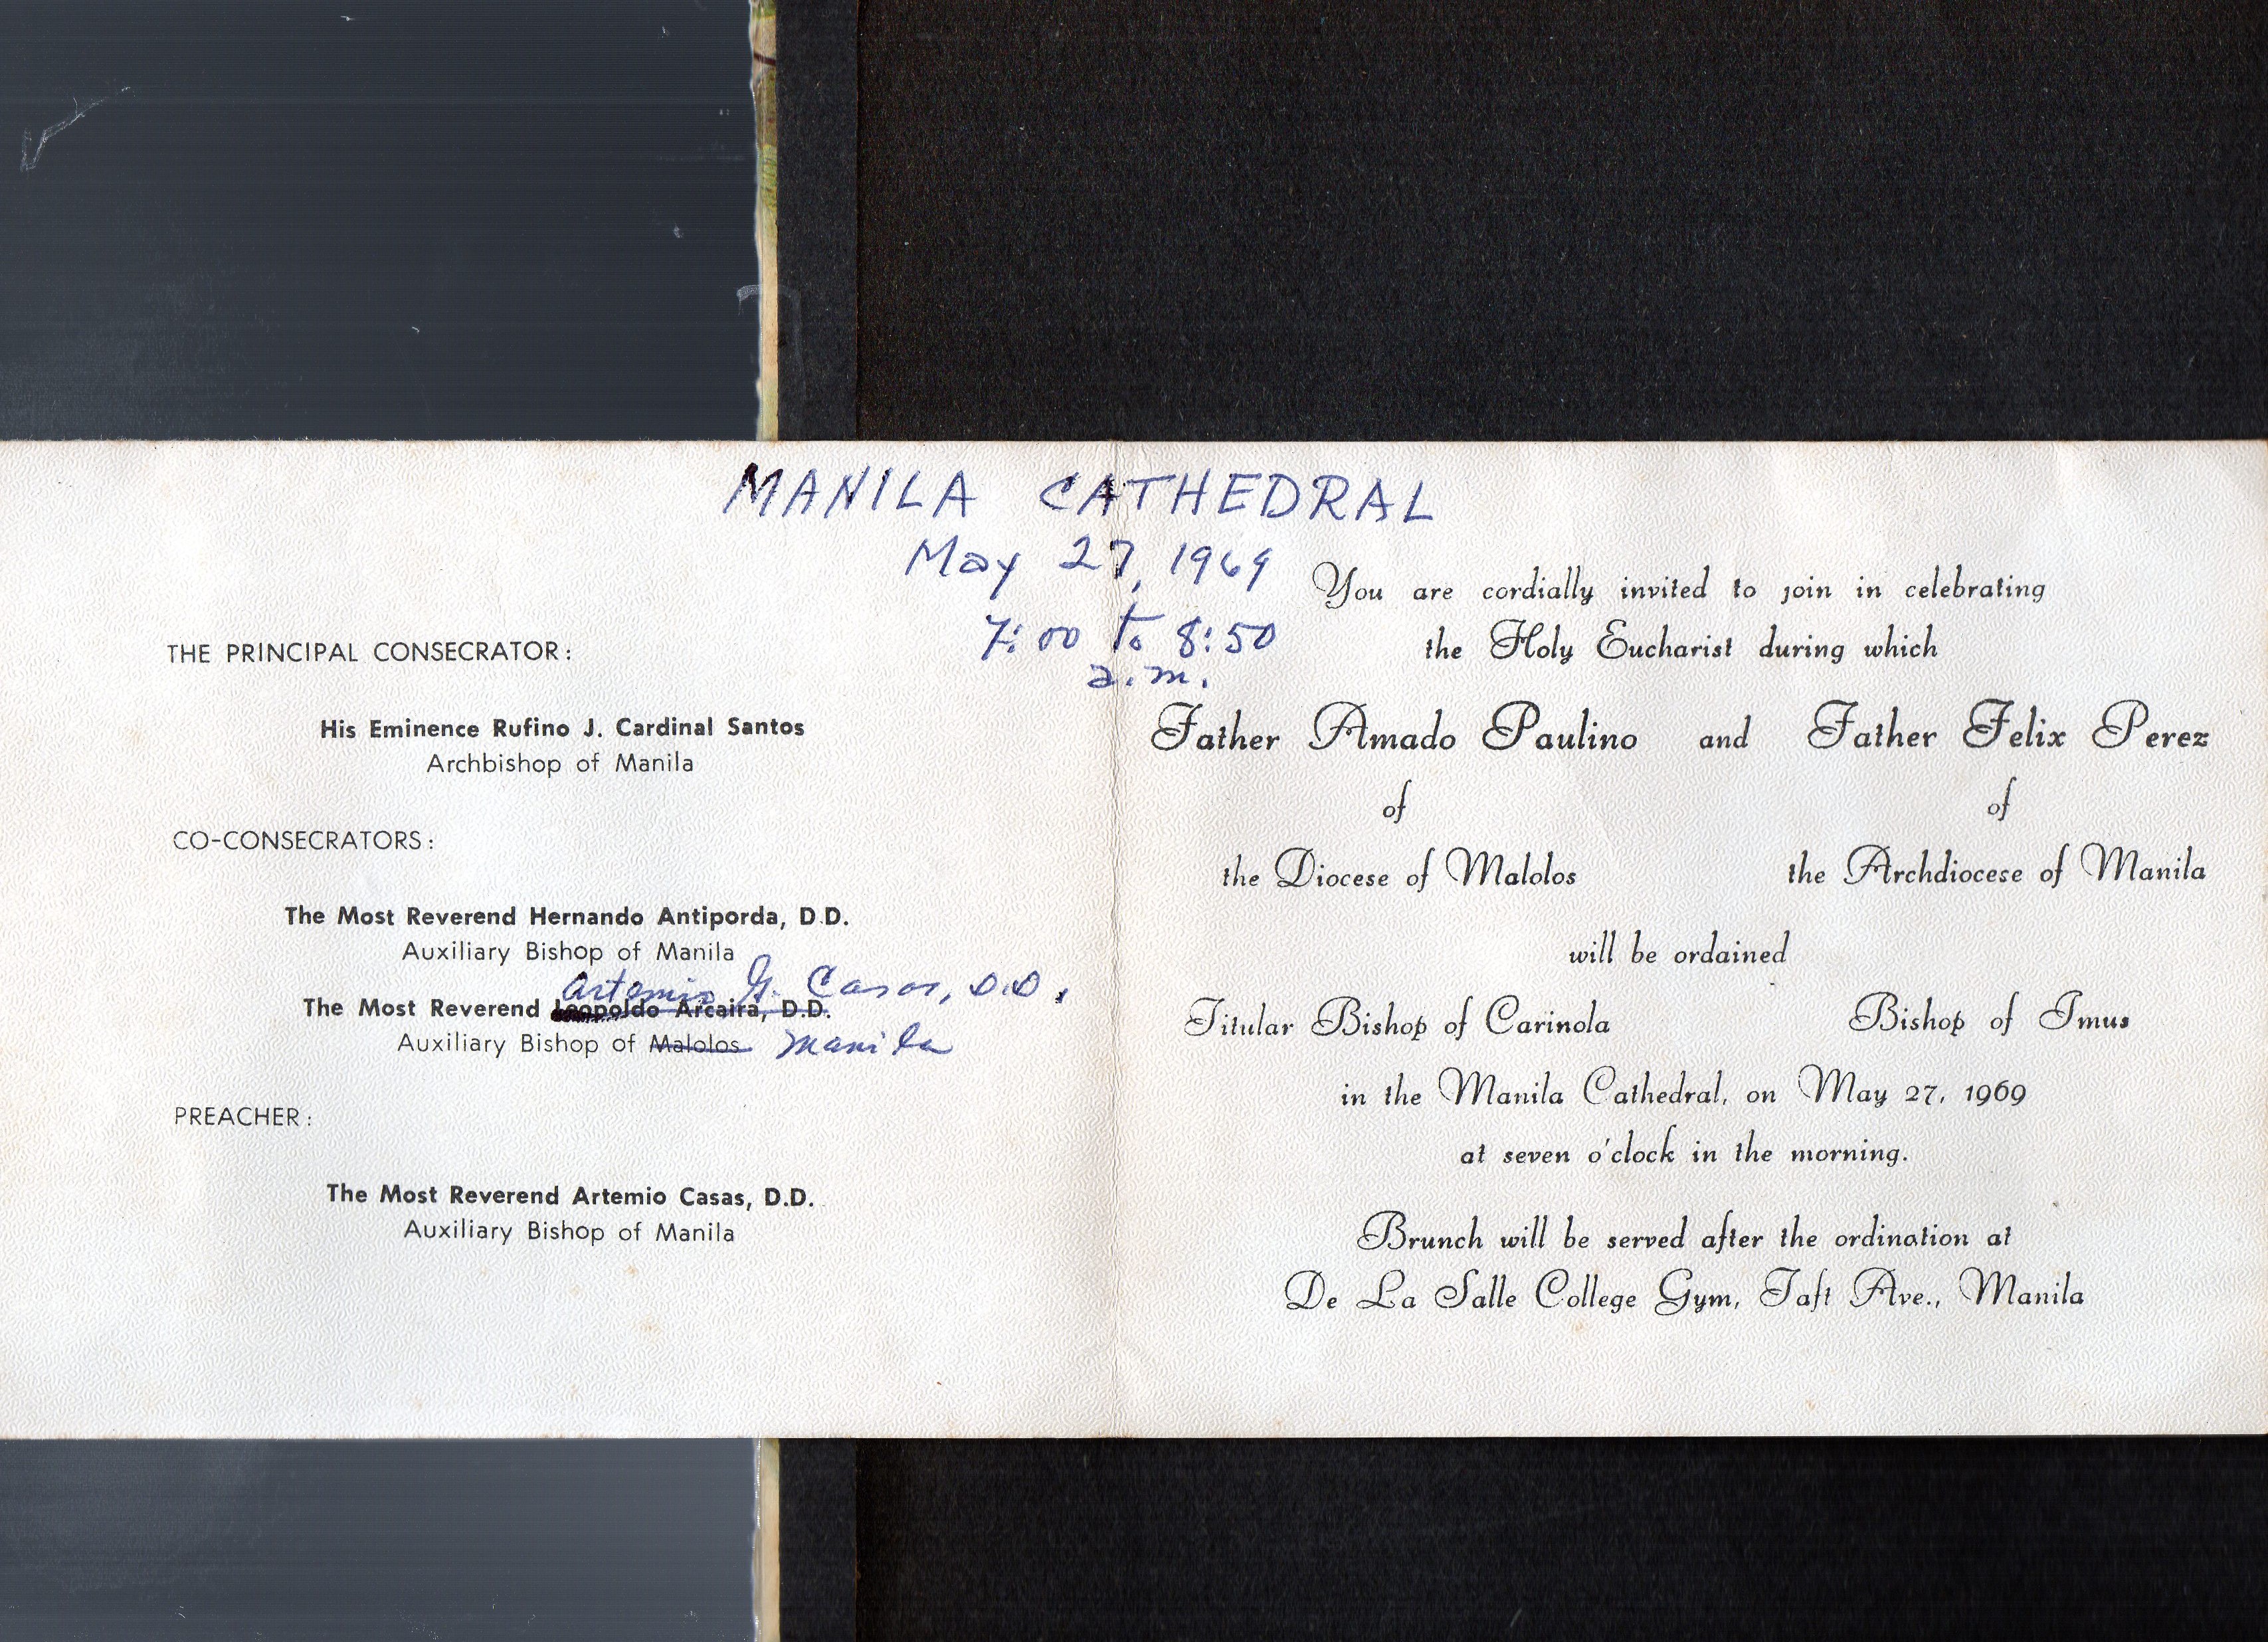 MANILA CATHEDRAL
May 27, 1969
7:00 to 8:50
a.m.
THE PRINCIPAL CONSECRATOR:
His Eminence Rufino J. Cardinal Santos
Archbishop of Manila
CO-CONSECRATORS:
The Most Reverend Hernando Antiporda, D.D.
Auxiliary Bishop of Manila
Artemio G. Casas, D.D.
The Most Reverend Leopoldo Arcaira, D.D.
Auxiliary Bishop of Malolos Manila
PREACHER:
The Most Reverend Artemio Casas, D.D.
Auxiliary Bishop of Manila
You are cordially invited to join in celebrating
the Holy Eucharist during which
Father Amado Paulino and Father Felix Perez
of of
the Diocese of Malolos the Archdiocese of Manila
will be ordained
Titular Bishop of Carinola Bishop of Imus
in the Manila Cathedral, on May 27, 1969
at seven o'clock in the morning.
Brunch will be served after the ordination at
De La Salle College Gym, Taft Ave., Manila